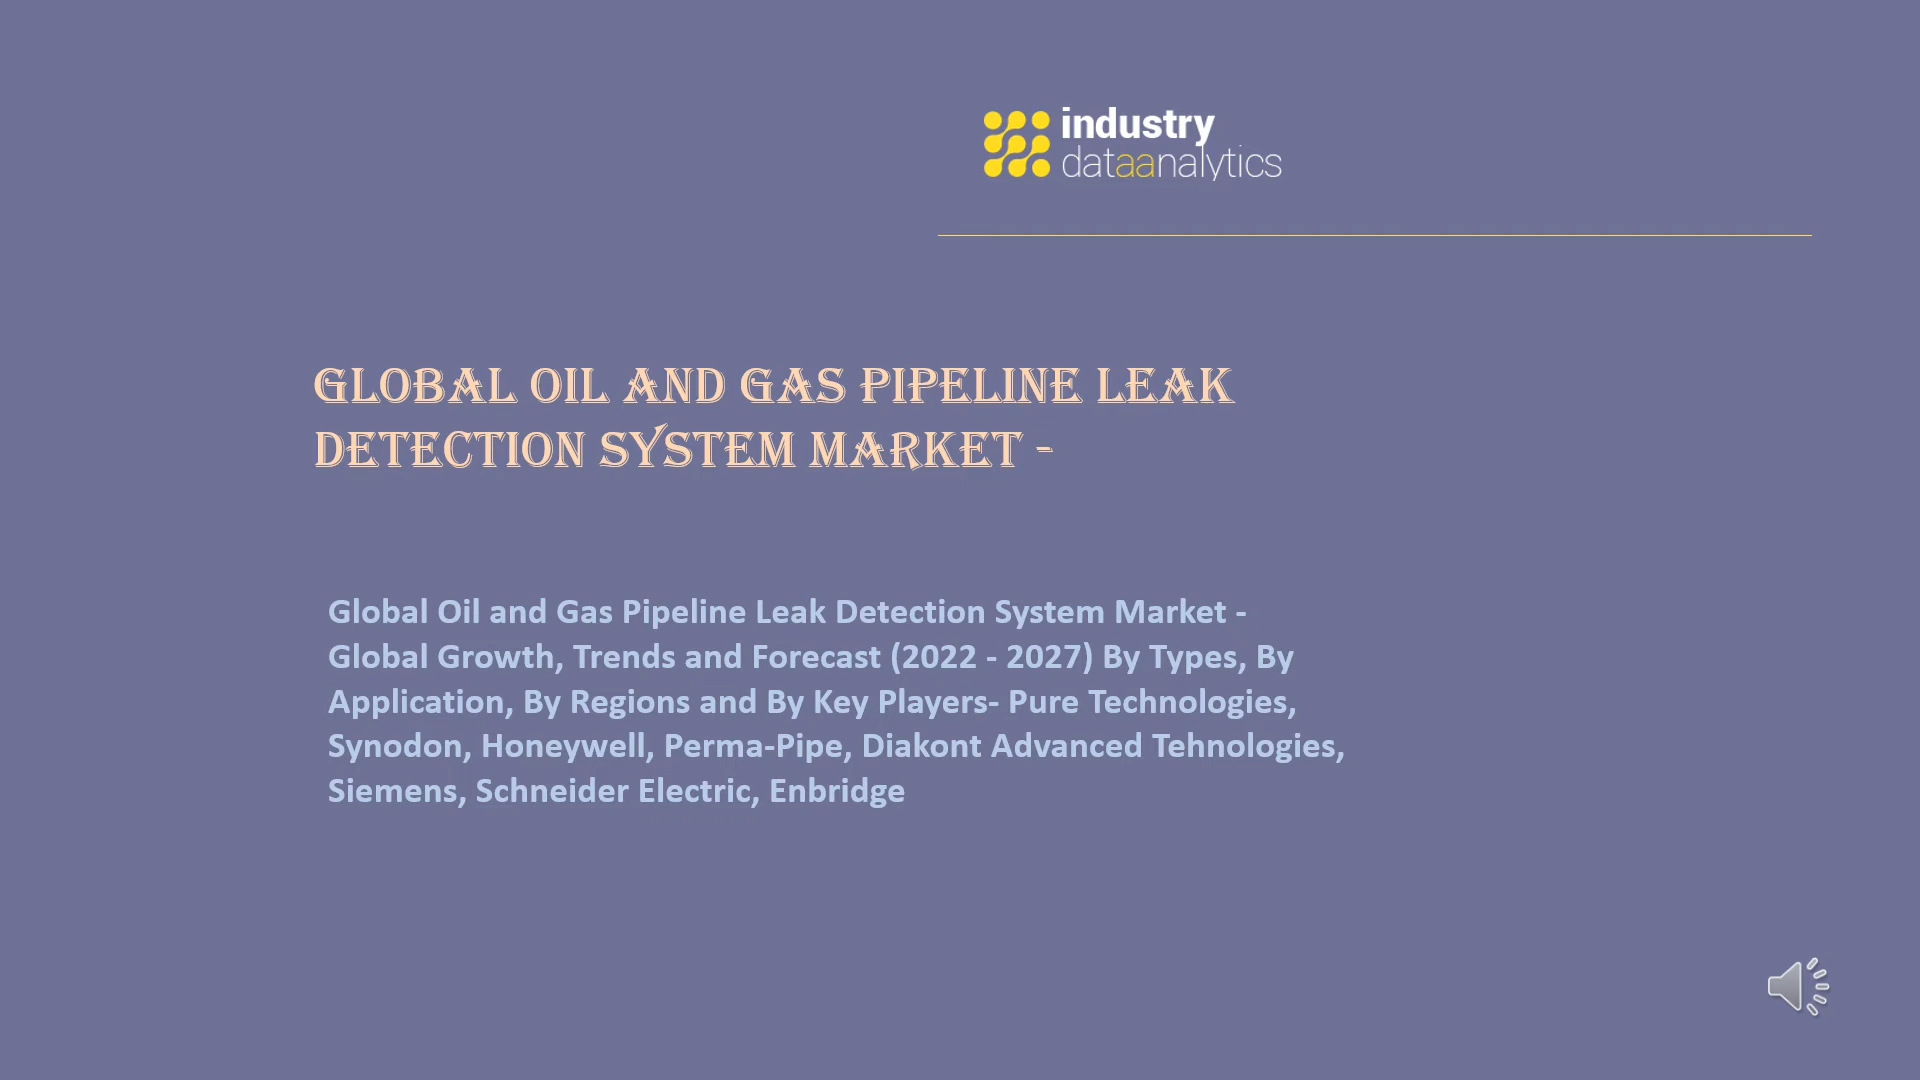 industry
dataanalytics
GLOBAL OIL AND GAS PIPELINE LEAK
DETECTION SYSTEM MARKET -
Global Oil and Gas Pipeline Leak Detection System Market -
Global Growth, Trends and Forecast (2022 - 2027) By Types, By
Application, By Regions and By Key Players- Pure Technologies,
Synodon, Honeywell, Perma-Pipe, Diakont Advanced Tehnologies,
Siemens, Schneider Electric, Enbridge